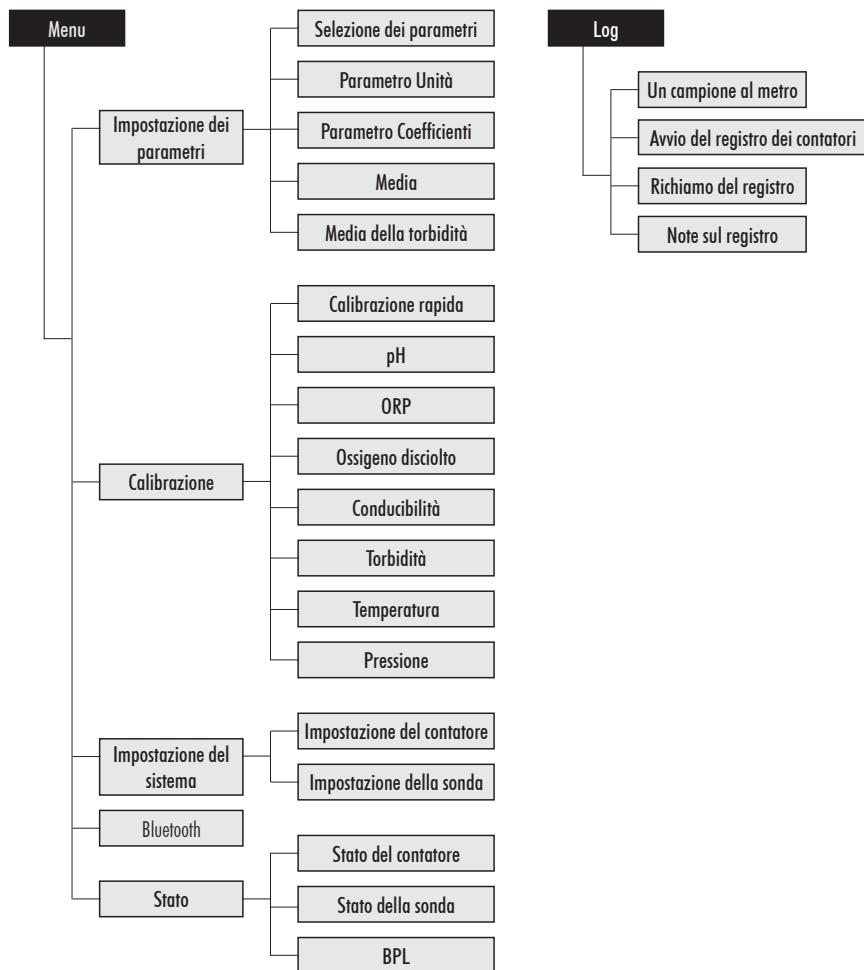 Menu
Impostazione dei
parametri
Selezione dei parametri
Parametro Unità
Parametro Coefficienti
Media
Media della torbidità
Calibrazione
Calibrazione rapida
pH
ORP
Ossigeno disciolto
Conducibilità
Torbidità
Temperatura
Pressione
Impostazione del
sistema
Impostazione del contatore
Impostazione della sonda
Bluetooth
Stato
Stato del contatore
Stato della sonda
BPL
Log
Un campione al metro
Avvio del registro dei contatori
Richiamo del registro
Note sul registro